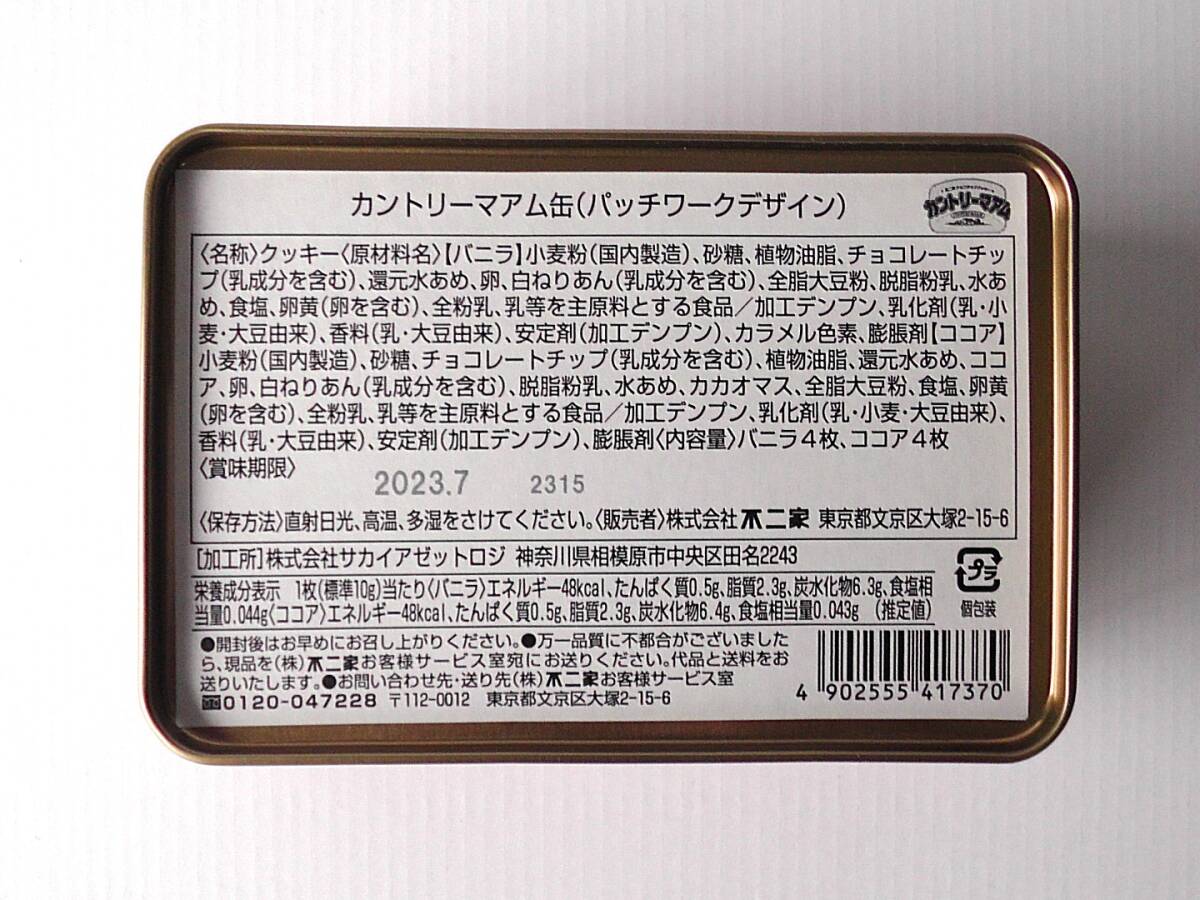 カントリーマアム缶(パッチワークデザイン)
カントリーマアム
〈名称〉クッキー〈原材料名〉【バニラ】小麦粉(国内製造)、砂糖、植物油脂、チョコレートチッ
プ(乳成分を含む)、還元水あめ、卵、白ねりあん(乳成分を含む)、全脂大豆粉、脱脂粉乳、水あ
め、食塩、卵黄(卵を含む)、全粉乳、乳等を主原料とする食品/加工デンプン、乳化剤(乳・小
麦・大豆由来)、香料(乳・大豆由来)、安定剤(加工デンプン)、カラメル色素、膨脹剤【ココア】
小麦粉(国内製造)、砂糖、チョコレートチップ(乳成分を含む)、植物油脂、還元水あめ、ココ
ア、卵、白ねりあん(乳成分を含む)、脱脂粉乳、水あめ、カカオマス、全脂大豆粉、食塩、卵黄
(卵を含む)、全粉乳、乳等を主原料とする食品/加工デンプン、乳化剤(乳・小麦・大豆由来)、
香料(乳・大豆由来)、安定剤(加工デンプン)、膨脹剤〈内容量〉バニラ4枚、ココア4枚
〈賞味期限〉
2023.7 2315
〈保存方法〉直射日光、高温、多湿をさけてください。〈販売者〉株式会社不二家 東京都文京区大塚2-15-6
[加工所]株式会社サカイアゼットロジ 神奈川県相模原市中央区田名2243
栄養成分表示 1枚(標準10g)当たり〈バニラ〉エネルギー48kcal、たんぱく質0.5g、脂質2.3g、炭水化物6.3g、食塩相
当量0.044g〈ココア〉エネルギー48kcal、たんぱく質0.5g、脂質2.3g、炭水化物6.4g、食塩相当量0.043g (推定値)
プラ
個包装
●開封後はお早めにお召し上がりください。●万一品質に不都合がございました
ら、現品を(株)不二家お客様サービス室宛にお送りください。代品と送料をお
送りいたします。●お問い合わせ先・送り先(株)不二家お客様サービス室
0120-047228 〒112-0012 東京都文京区大塚2-15-6
4 902555 417370